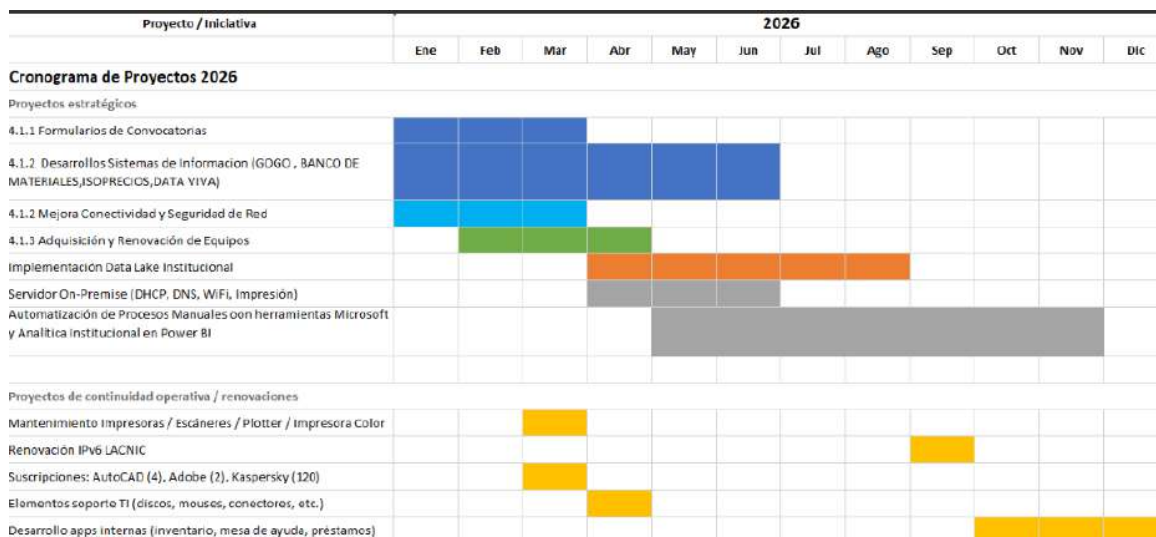 Proyecto / Iniciativa
2026
Ene Feb Mar Abr May Jun Jul Ago Sep Oct Nov Dic
Cronograma de Proyectos 2026
Proyectos estratégicos
4.1.1 Formularios de Convocatorias
4.1.2 Desarrollos Sistemas de Informacion (GOGO , BANCO DE
MATERIALES,ISOPRECIOS,DATA VIVA)
4.1.2 Mejora Conectividad y Seguridad de Red
4.1.3 Adquisición y Renovación de Equipos
Implementación Data Lake Institucional
Servidor On-Premise (DHCP, DNS, WiFi, Impresión)
Automatización de Procesos Manuales con herramientas Microsoft
y Analítica Institucional en Power BI
Proyectos de continuidad operativa / renovaciones
Mantenimiento Impresoras / Escáneres / Plotter / Impresora Color
Renovación IPv6 LACNIC
Suscripciones: AutoCAD (4), Adobe (2), Kaspersky (120)
Elementos soporte TI (discos, mouses, conectores, etc.)
Desarrollo apps internas (inventario, mesa de ayuda, préstamos)